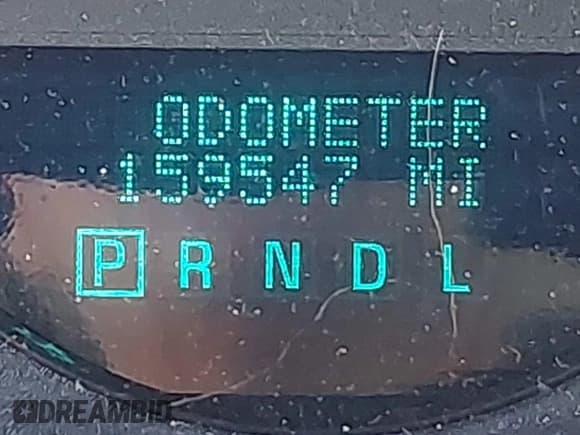 ODOMETER
159547 MI
P R N D L
DREAMBID